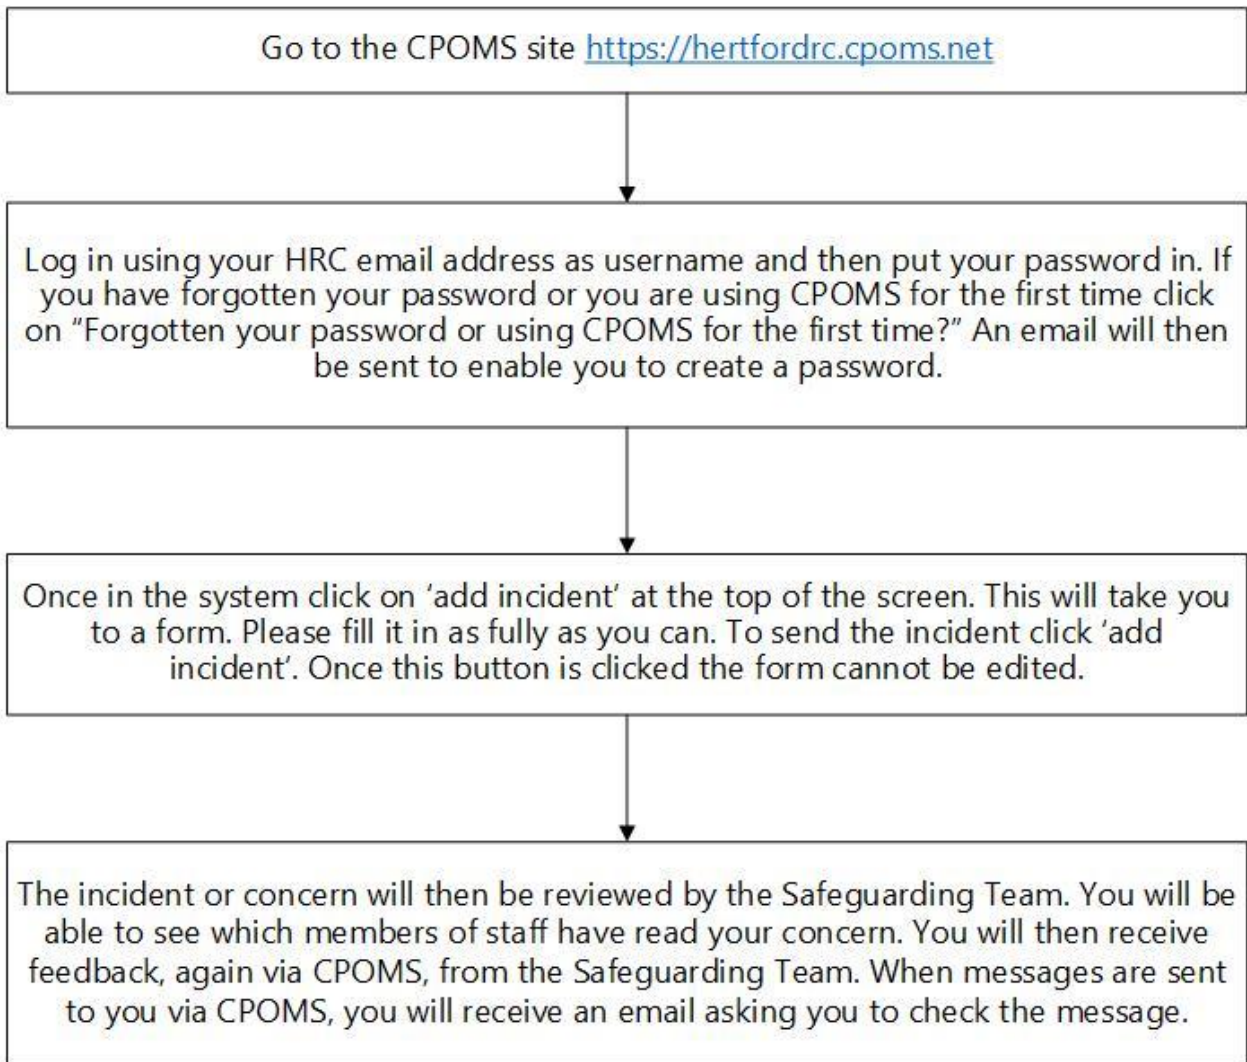 Go to the CPOMS site https://hertfordrc.cpoms.net
Log in using your HRC email address as username and then put your password in. If
you have forgotten your password or you are using CPOMS for the first time click
on “Forgotten your password or using CPOMS for the first time?” An email will then
be sent to enable you to create a password.
Once in the system click on ‘add incident’ at the top of the screen. This will take you
to a form. Please fill it in as fully as you can. To send the incident click ‘add
incident’. Once this button is clicked the form cannot be edited.
The incident or concern will then be reviewed by the Safeguarding Team. You will be
able to see which members of staff have read your concern. You will then receive
feedback, again via CPOMS, from the Safeguarding Team. When messages are sent
to you via CPOMS, you will receive an email asking you to check the message.